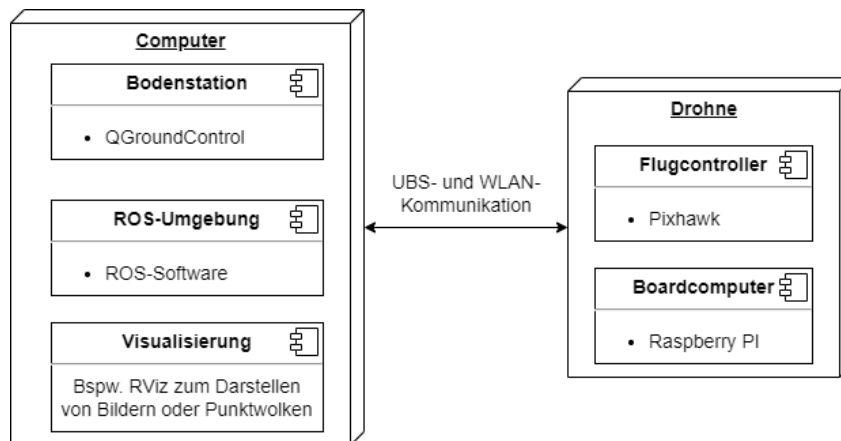 Computer
Bodenstation
• QGroundControl
ROS-Umgebung
• ROS-Software
Visualisierung
Bspw. RViz zum Darstellen
von Bildern oder Punktwolken
UBS- und WLAN-
Kommunikation
Drohne
Flugcontroller
• Pixhawk
Boardcomputer
• Raspberry PI